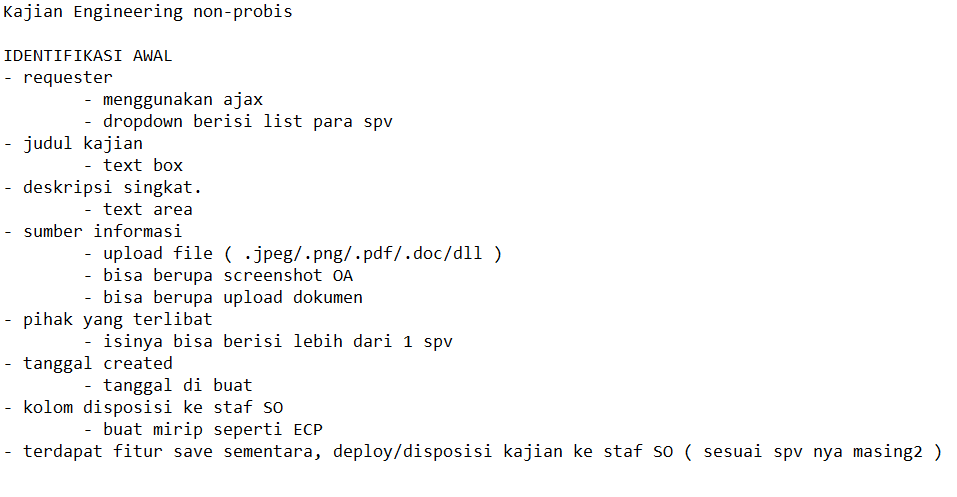 Kajian Engineering non-probis
IDENTIFIKASI AWAL
- requester
- menggunakan ajax
- dropdown berisi list para spv
- judul kajian
- text box
- deskripsi singkat.
- text area
- sumber informasi
- upload file ( .jpeg/.png/.pdf/.doc/dll )
- bisa berupa screenshot OA
- bisa berupa upload dokumen
- pihak yang terlibat
- isinya bisa berisi lebih dari 1 spv
- tanggal created
- tanggal di buat
- kolom disposisi ke staf SO
- buat mirip seperti ECP
- terdapat fitur save sementara, deploy/disposisi kajian ke staf SO ( sesuai spv nya masing2 )